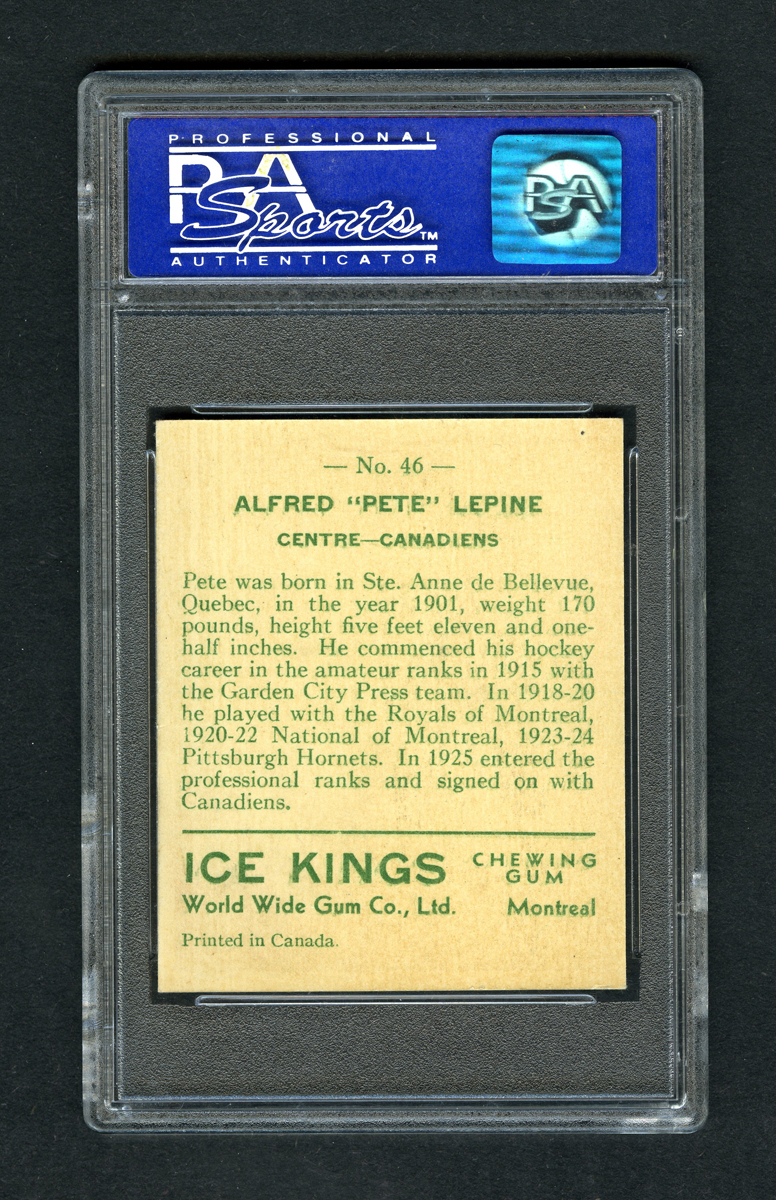 PROFESSIONAL
PSA
Sports™
AUTHENTICATOR
PSA
— No. 46 —
ALFRED "PETE" LEPINE
CENTRE—CANADIENS
Pete was born in Ste. Anne de Bellevue,
Quebec, in the year 1901, weight 170
pounds, height five feet eleven and one-
half inches. He commenced his hockey
career in the amateur ranks in 1915 with
the Garden City Press team. In 1918-20
he played with the Royals of Montreal,
1920-22 National of Montreal, 1923-24
Pittsburgh Hornets. In 1925 entered the
professional ranks and signed on with
Canadiens.
ICE KINGS CHEWING GUM
World Wide Gum Co., Ltd. Montreal
Printed in Canada.